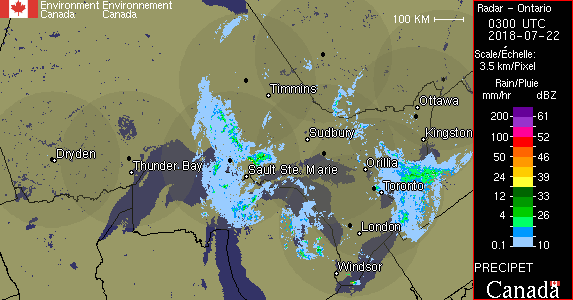 Environment Environnement
Canada Canada
100 KM
Radar - Ontario
0300 UTC
2018-07-22
Scale/Échelle:
3.5 km/Pixel
Rain/Pluie
mm/hr dBZ
200 61
100 52
50 46
24 39
12 33
4 26
0.1 10
PRECIPET
Canada
Timmins
Ottawa
Sudbury
Kingston
Dryden
Thunder Bay
Sault Ste. Marie
Orillia
Toronto
London
Windsor